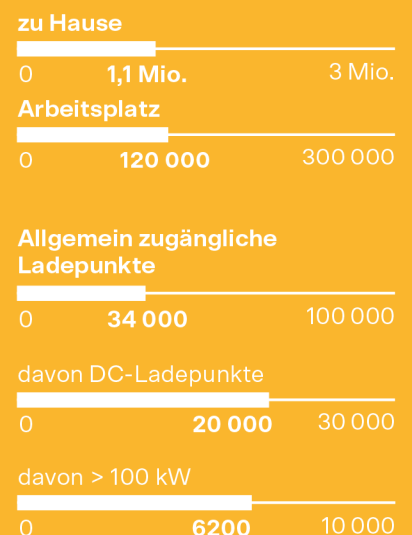 zu Hause
0 1,1 Mio. 3 Mio.
Arbeitsplatz
0 120 000 300 000
Allgemein zugängliche
Ladepunkte
0 34 000 100 000
davon DC-Ladepunkte
0 20 000 30 000
davon > 100 kW
0 6200 10 000